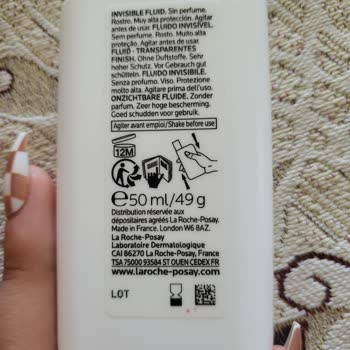 INVISIBLE FLUID. Sin perfume.
Rostro. Muy alta protección. Agitar
antes de usar. FLUIDO INVISÍVEL.
Sem perfume. Rosto. Muito alta
proteção. Agitar antes de usar.
FLUID - TRANSPARENTES
FINISH. Ohne Duftstoffe. Sehr
hoher Schutz. Vor Gebrauch gut
schütteln. FLUIDO INVISIBILE.
Senza profumo. Viso. Protezione
molto alta. Agitare prima dell'uso.
ONZICHTBARE FLUIDE. Zonder
parfum. Zeer hoge bescherming.
Goed schudden voor gebruik.
Agiter avant emploi/Shake before use
12M
℮50 ml/49 g
Distribution réservée aux
dépositaires agréés La Roche-Posay.
Made in France. London W6 8AZ.
La Roche-Posay
Laboratoire Dermatologique
CAI 86270 La Roche-Posay, France
TSA 75000 93584 ST OUEN CEDEX FR
www.laroche-posay.com
LOT